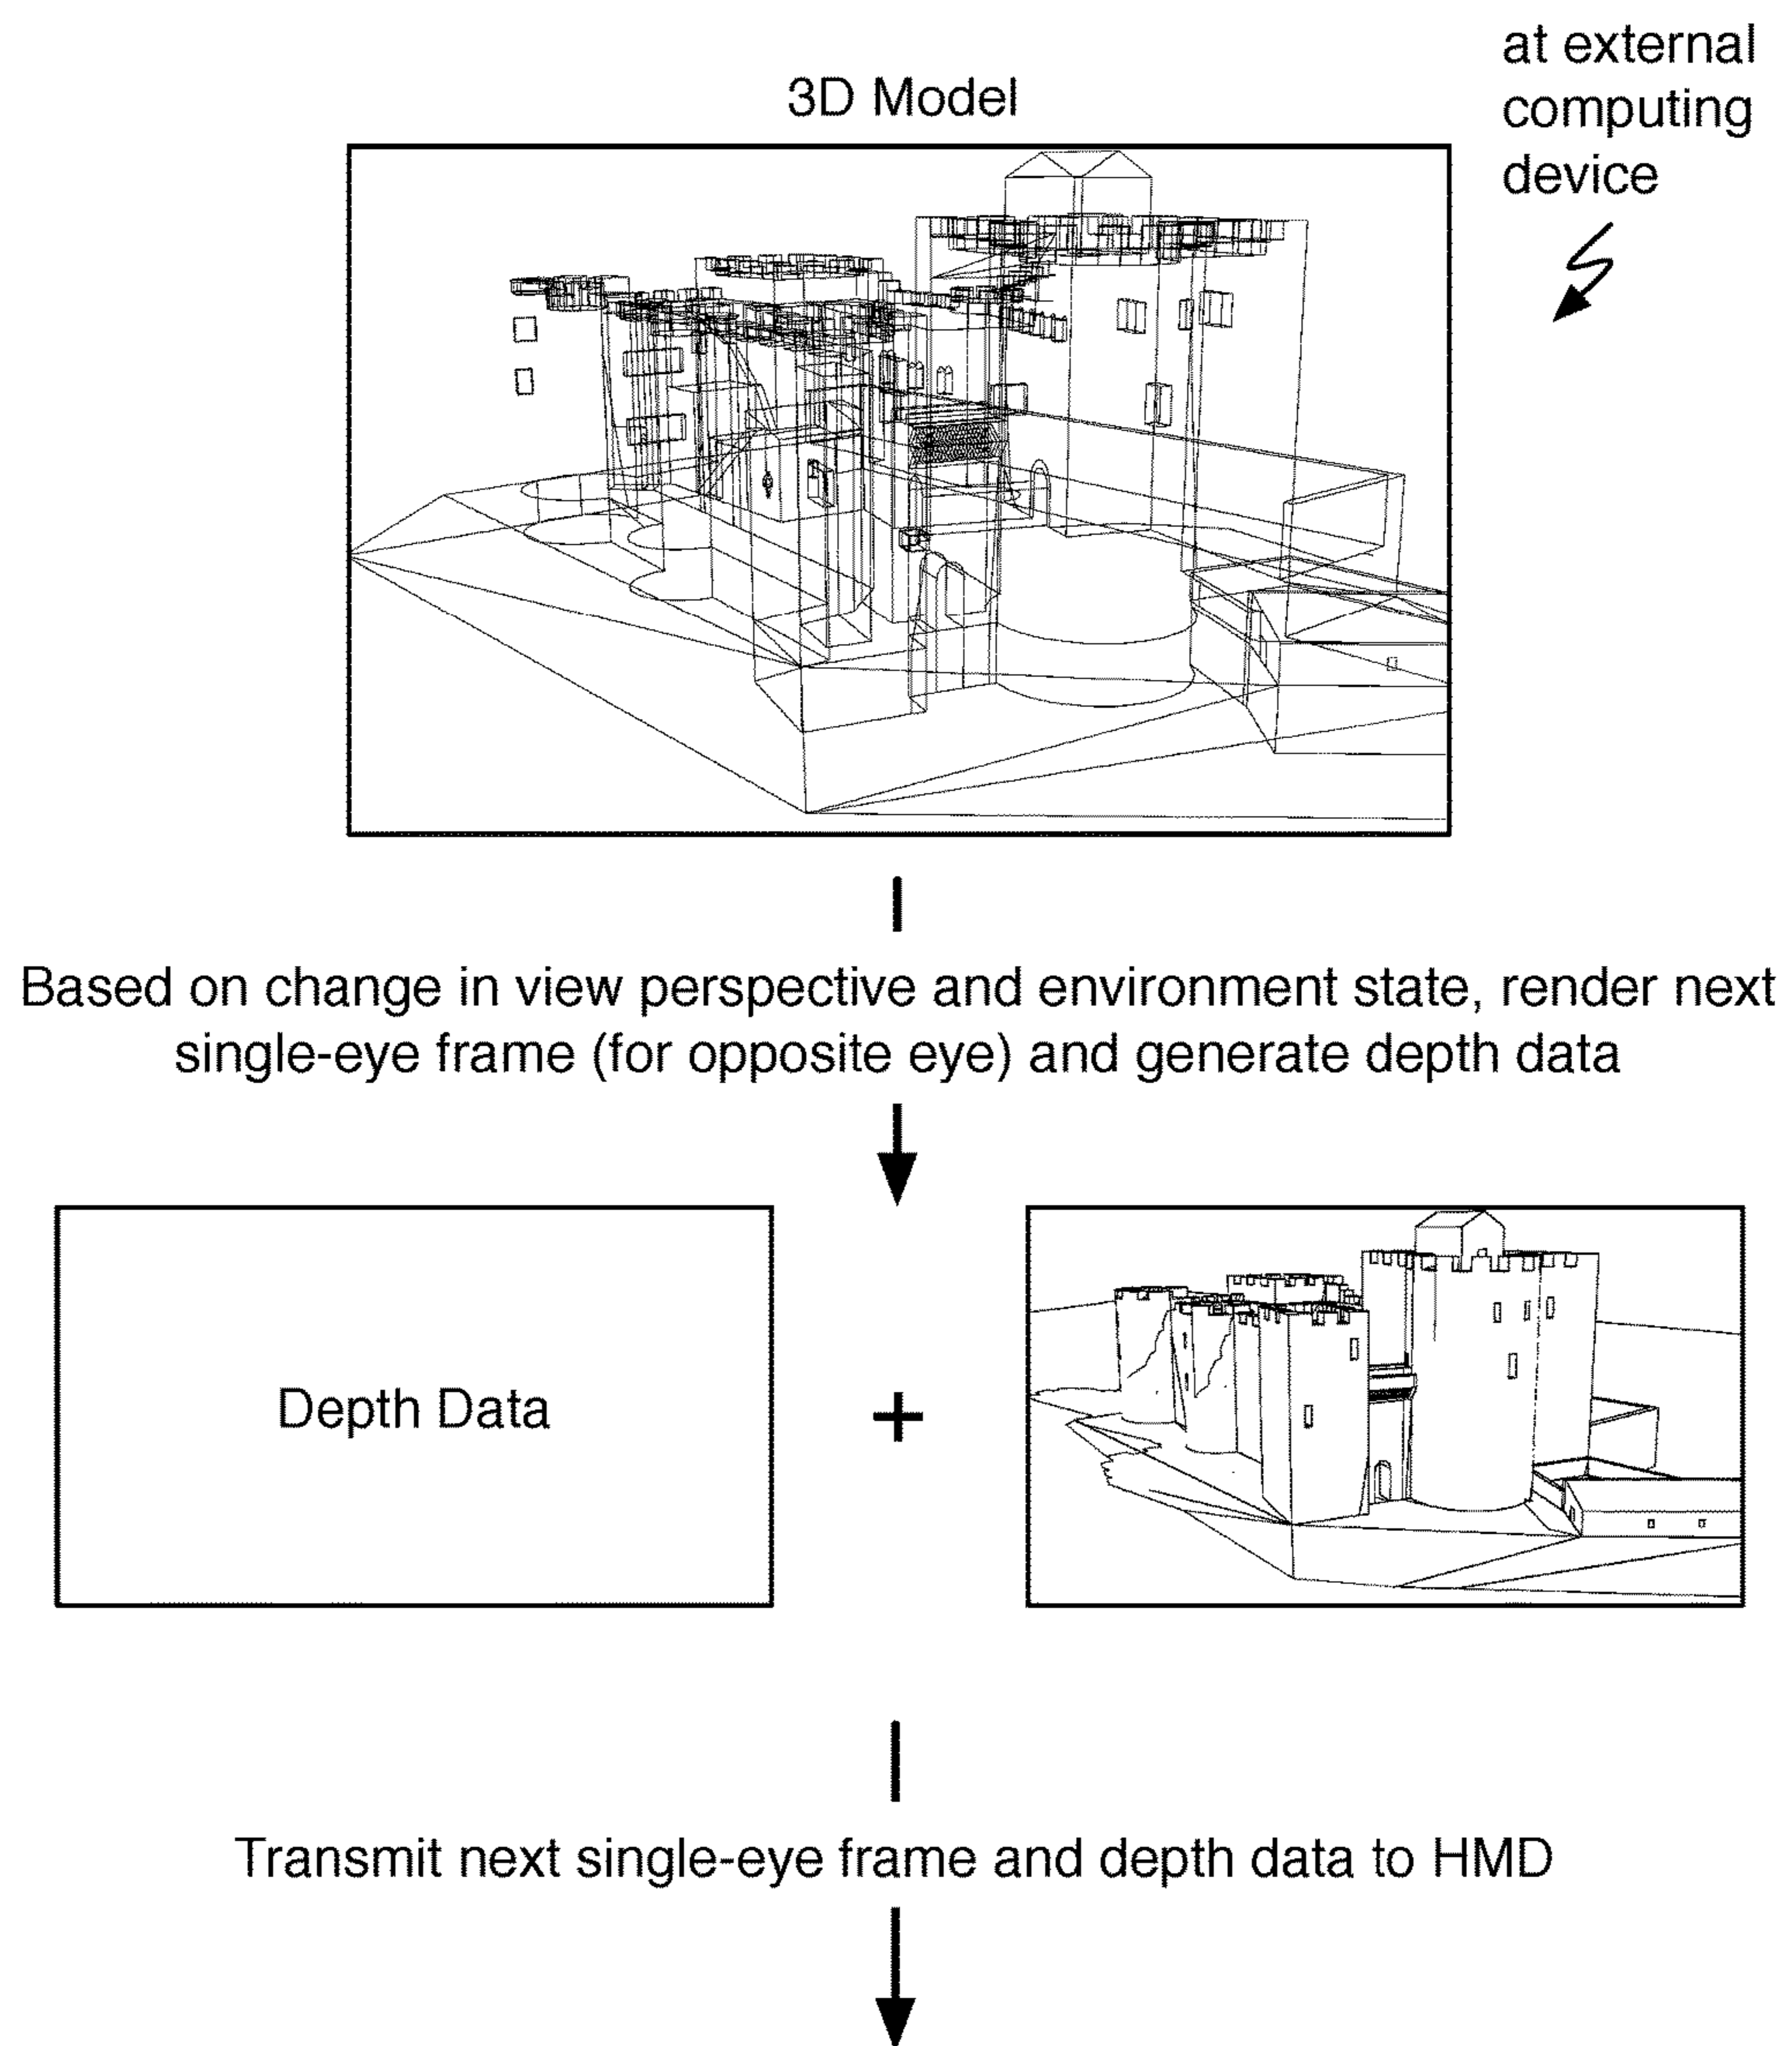 at external
computing
device
3D Model
Based on change in view perspective and environment state, render next
single-eye frame (for opposite eye) and generate depth data
Depth Data
+
Transmit next single-eye frame and depth data to HMD